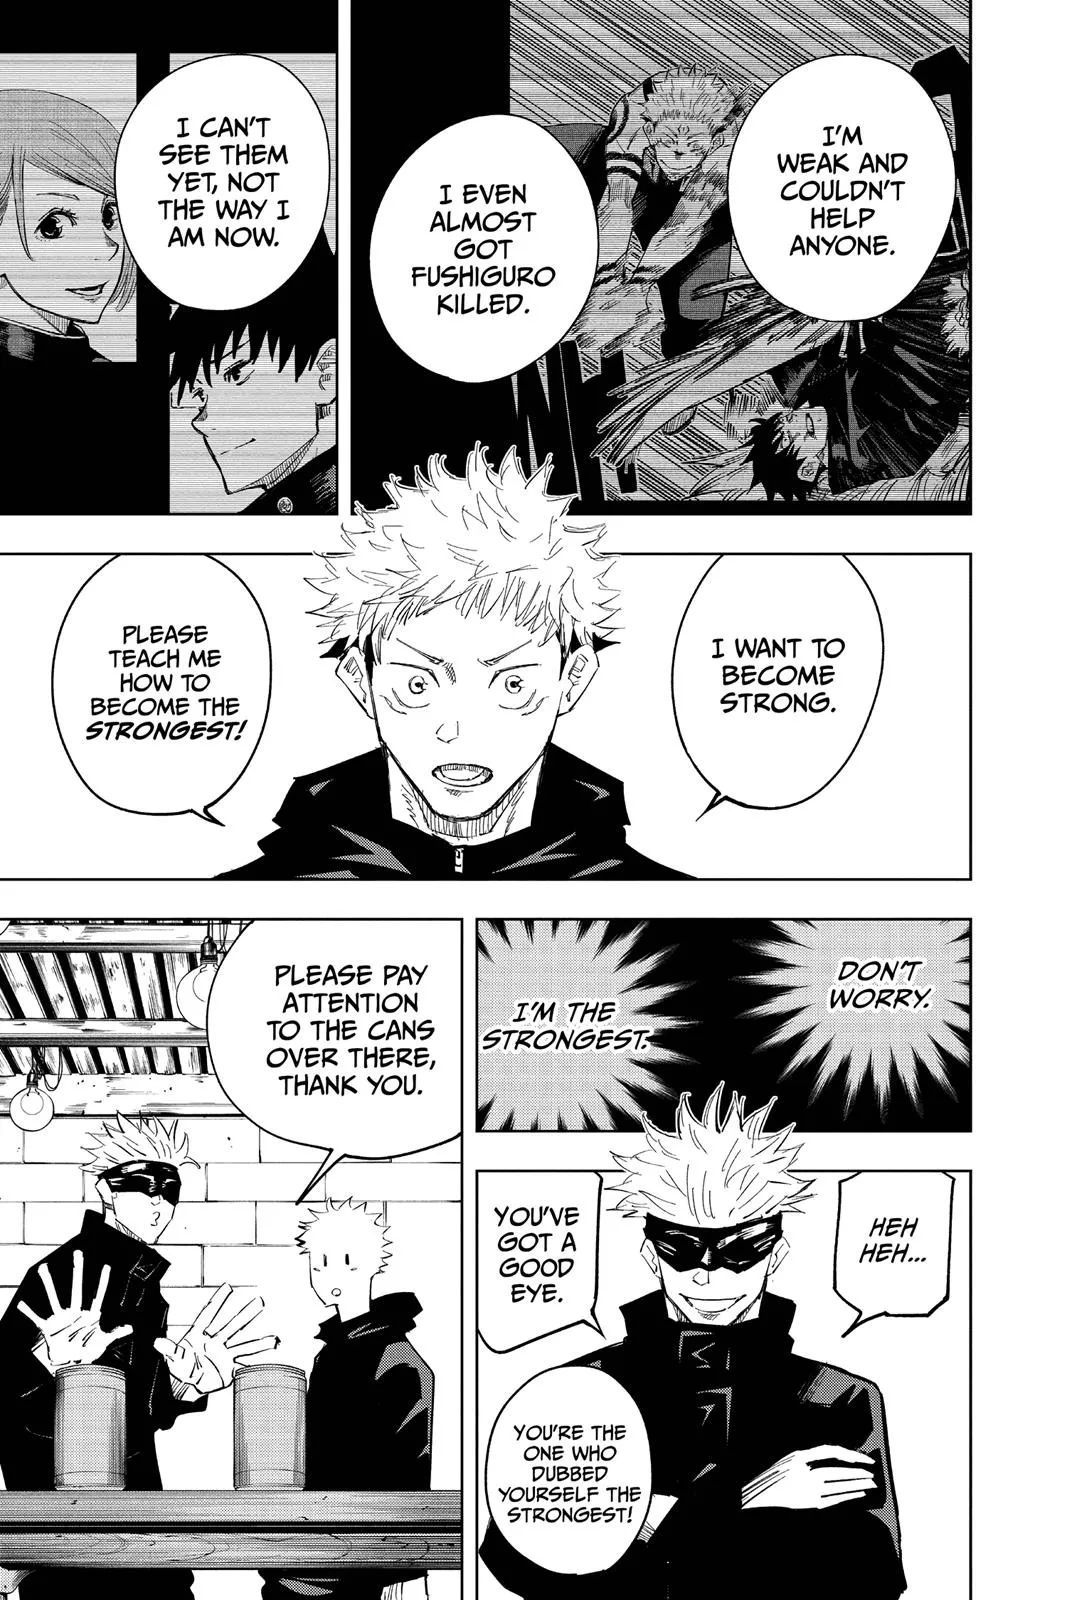 I'M
WEAK AND
COULDN'T
HELP
ANYONE.
I EVEN
ALMOST
GOT
FUSHIGURO
KILLED.
I CAN'T
SEE THEM
YET, NOT
THE WAY I
AM NOW.
I WANT TO
BECOME
STRONG.
PLEASE
TEACH ME
HOW TO
BECOME THE
STRONGEST!
DON'T
WORRY.
I'M THE
STRONGEST.
HEH
HEH...
YOU'VE
GOT A
GOOD
EYE.
YOU'RE THE
ONE WHO
DUBBED
YOURSELF THE
STRONGEST!
PLEASE PAY
ATTENTION
TO THE CANS
OVER THERE,
THANK YOU.